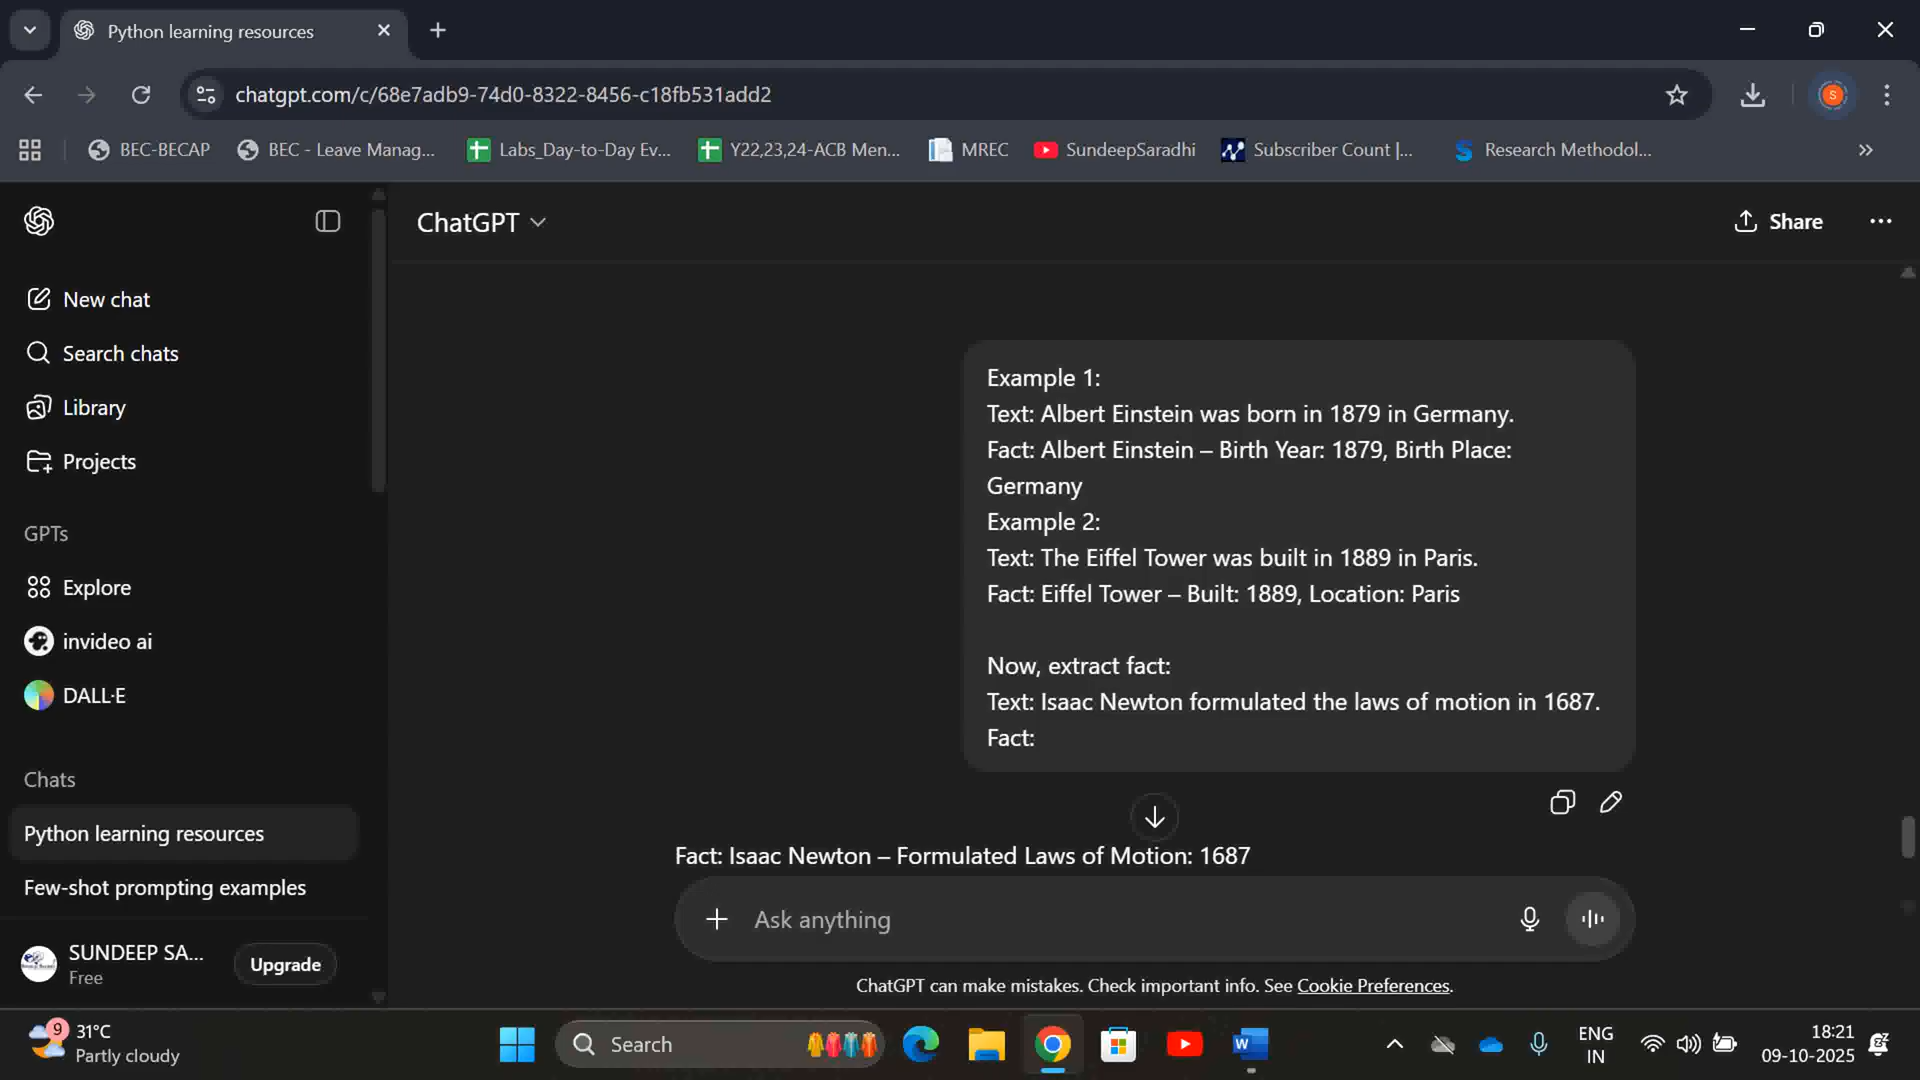 Python learning resources
chatgpt.com/c/68e7adb9-74d0-8322-8456-c18fb531add2
S
BEC-BECAP
BEC - Leave Manag...
Labs_Day-to-Day Ev...
Y22,23,24-ACB Men...
MREC
SundeepSaradhi
Subscriber Count |...
Research Methodol...
ChatGPT
Share
New chat
Search chats
Library
Projects
GPTs
Explore
invideo ai
DALL·E
Chats
Python learning resources
Few-shot prompting examples
SUNDEEP SA...
Free
Upgrade
Example 1:
Text: Albert Einstein was born in 1879 in Germany.
Fact: Albert Einstein – Birth Year: 1879, Birth Place:
Germany
Example 2:
Text: The Eiffel Tower was built in 1889 in Paris.
Fact: Eiffel Tower – Built: 1889, Location: Paris
Now, extract fact:
Text: Isaac Newton formulated the laws of motion in 1687.
Fact:
Fact: Isaac Newton – Formulated Laws of Motion: 1687
Ask anything
ChatGPT can make mistakes. Check important info. See Cookie Preferences.
9
31°C
Partly cloudy
Search
W
ENG
IN
18:21
09-10-2025